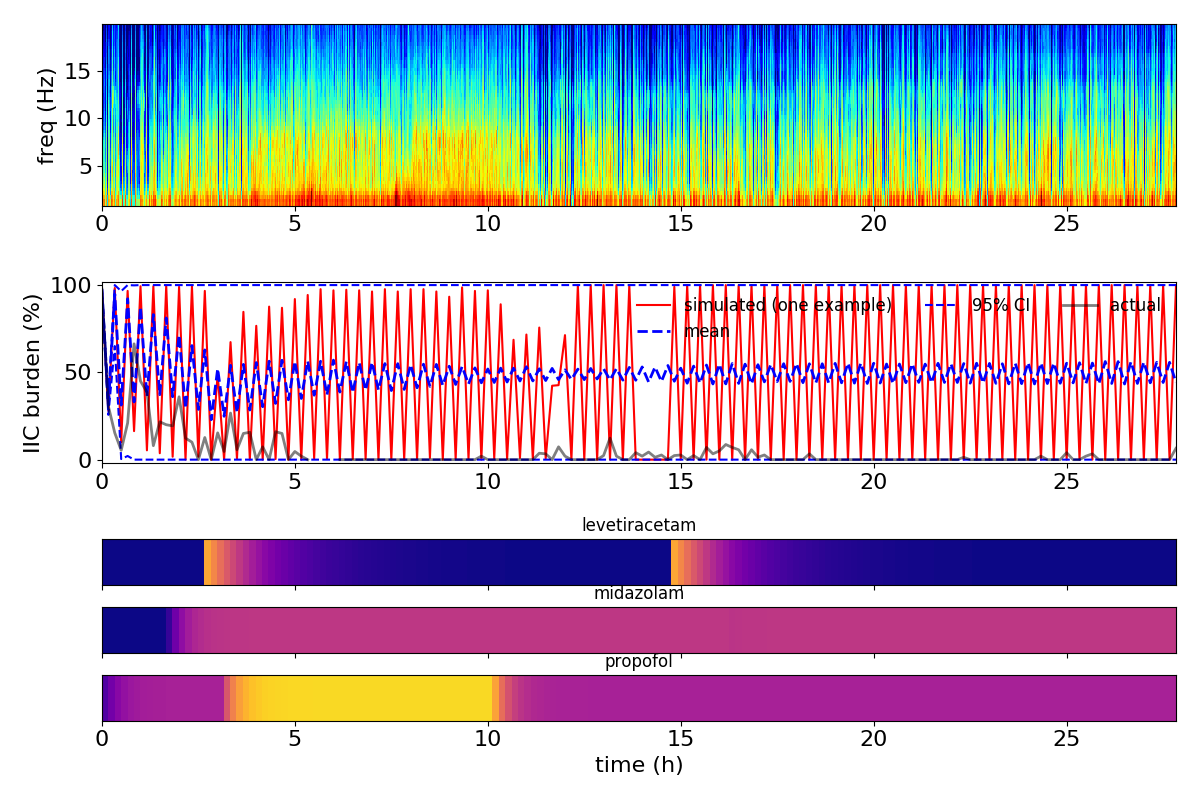 freq (Hz)
15
10
5
0 5 10 15 20 25
IIC burden (%)
100
50
0
simulated (one example) 95% CI actual
mean
0 5 10 15 20 25
levetiracetam
midazolam
propofol
0 5 10 15 20 25
time (h)